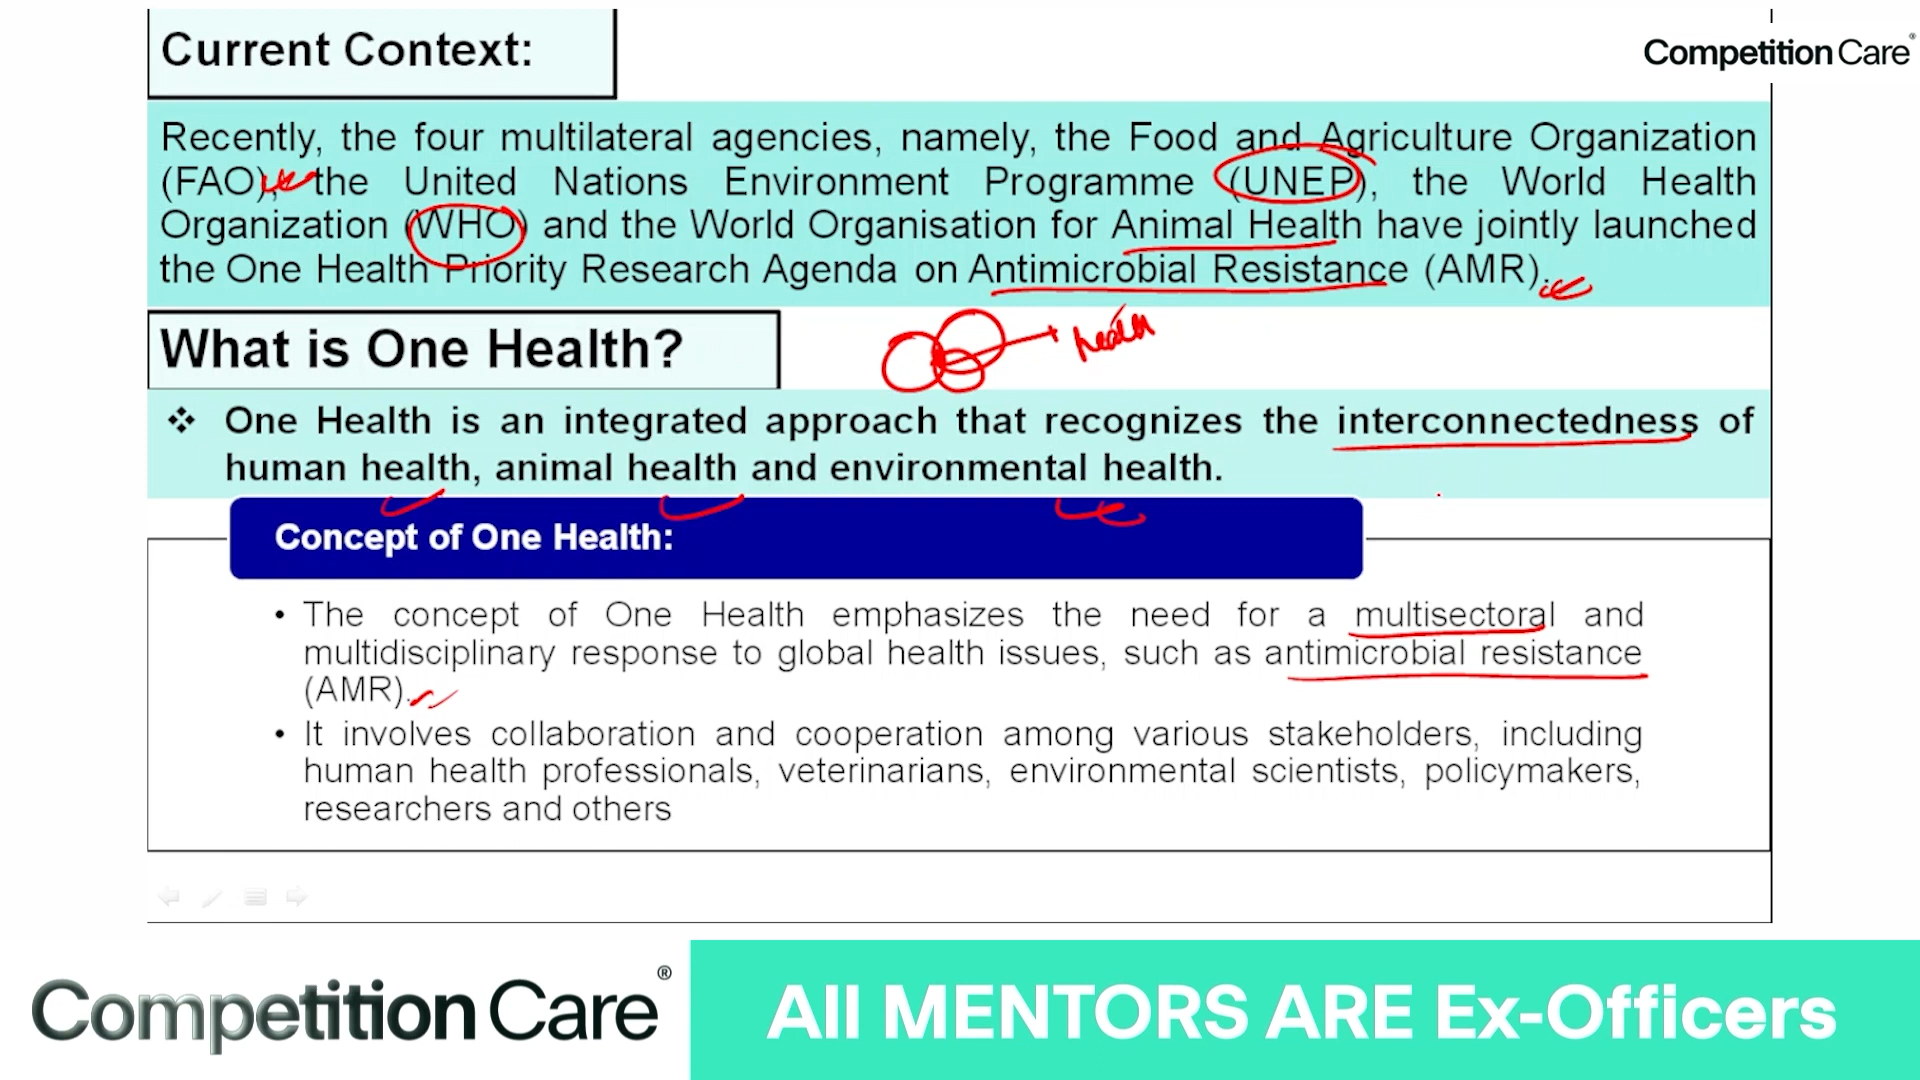 Current Context:
Competition Care®
Recently, the four multilateral agencies, namely, the Food and Agriculture Organization
(FAO), the United Nations Environment Programme (UNEP), the World Health
Organization (WHO) and the World Organisation for Animal Health have jointly launched
the One Health Priority Research Agenda on Antimicrobial Resistance (AMR).
What is One Health?
health
❖ One Health is an integrated approach that recognizes the interconnectedness of
human health, animal health and environmental health.
Concept of One Health:
• The concept of One Health emphasizes the need for a multisectoral and
multidisciplinary response to global health issues, such as antimicrobial resistance
(AMR).
• It involves collaboration and cooperation among various stakeholders, including
human health professionals, veterinarians, environmental scientists, policymakers,
researchers and others
Competition Care®
All MENTORS ARE Ex-Officers